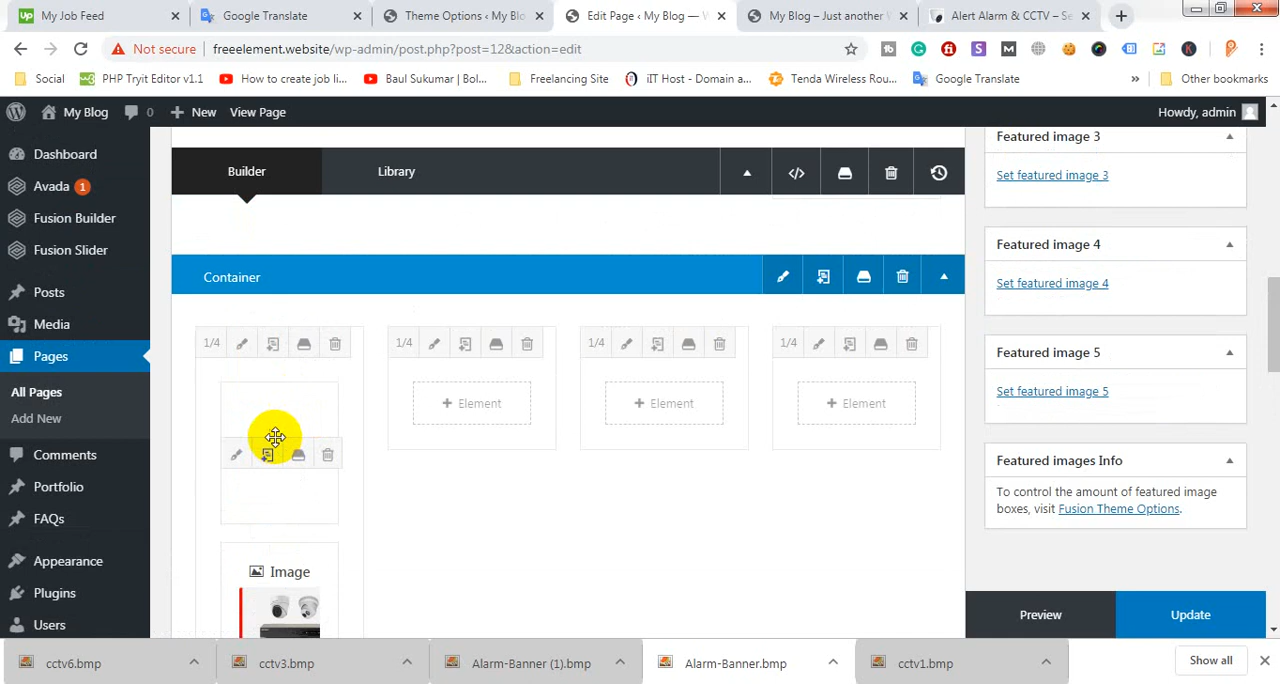 My Job Feed
Google Translate
Theme Options ‹ My Blo
Edit Page ‹ My Blog —
My Blog – Just another
Alert Alarm & CCTV – Se
Not secure
freeelement.website/wp-admin/post.php?post=12&action=edit
Social
PHP Tryit Editor v1.1
How to create job li...
Baul Sukumar | Bol...
Freelancing Site
iIT Host - Domain a...
Tenda Wireless Rou...
Google Translate
»
Other bookmarks
My Blog
0
New
View Page
Howdy, admin
Dashboard
Avada 1
Fusion Builder
Fusion Slider
Posts
Media
Pages
All Pages
Add New
Comments
Portfolio
FAQs
Appearance
Plugins
Users
Builder
Library
Container
1/4
1/4
1/4
1/4
+ Element
+ Element
+ Element
Image
Featured image 3
Set featured image 3
Featured image 4
Set featured image 4
Featured image 5
Set featured image 5
Featured images Info
To control the amount of featured image
boxes, visit Fusion Theme Options.
Preview
Update
cctv6.bmp
cctv3.bmp
Alarm-Banner (1).bmp
Alarm-Banner.bmp
cctv1.bmp
Show all